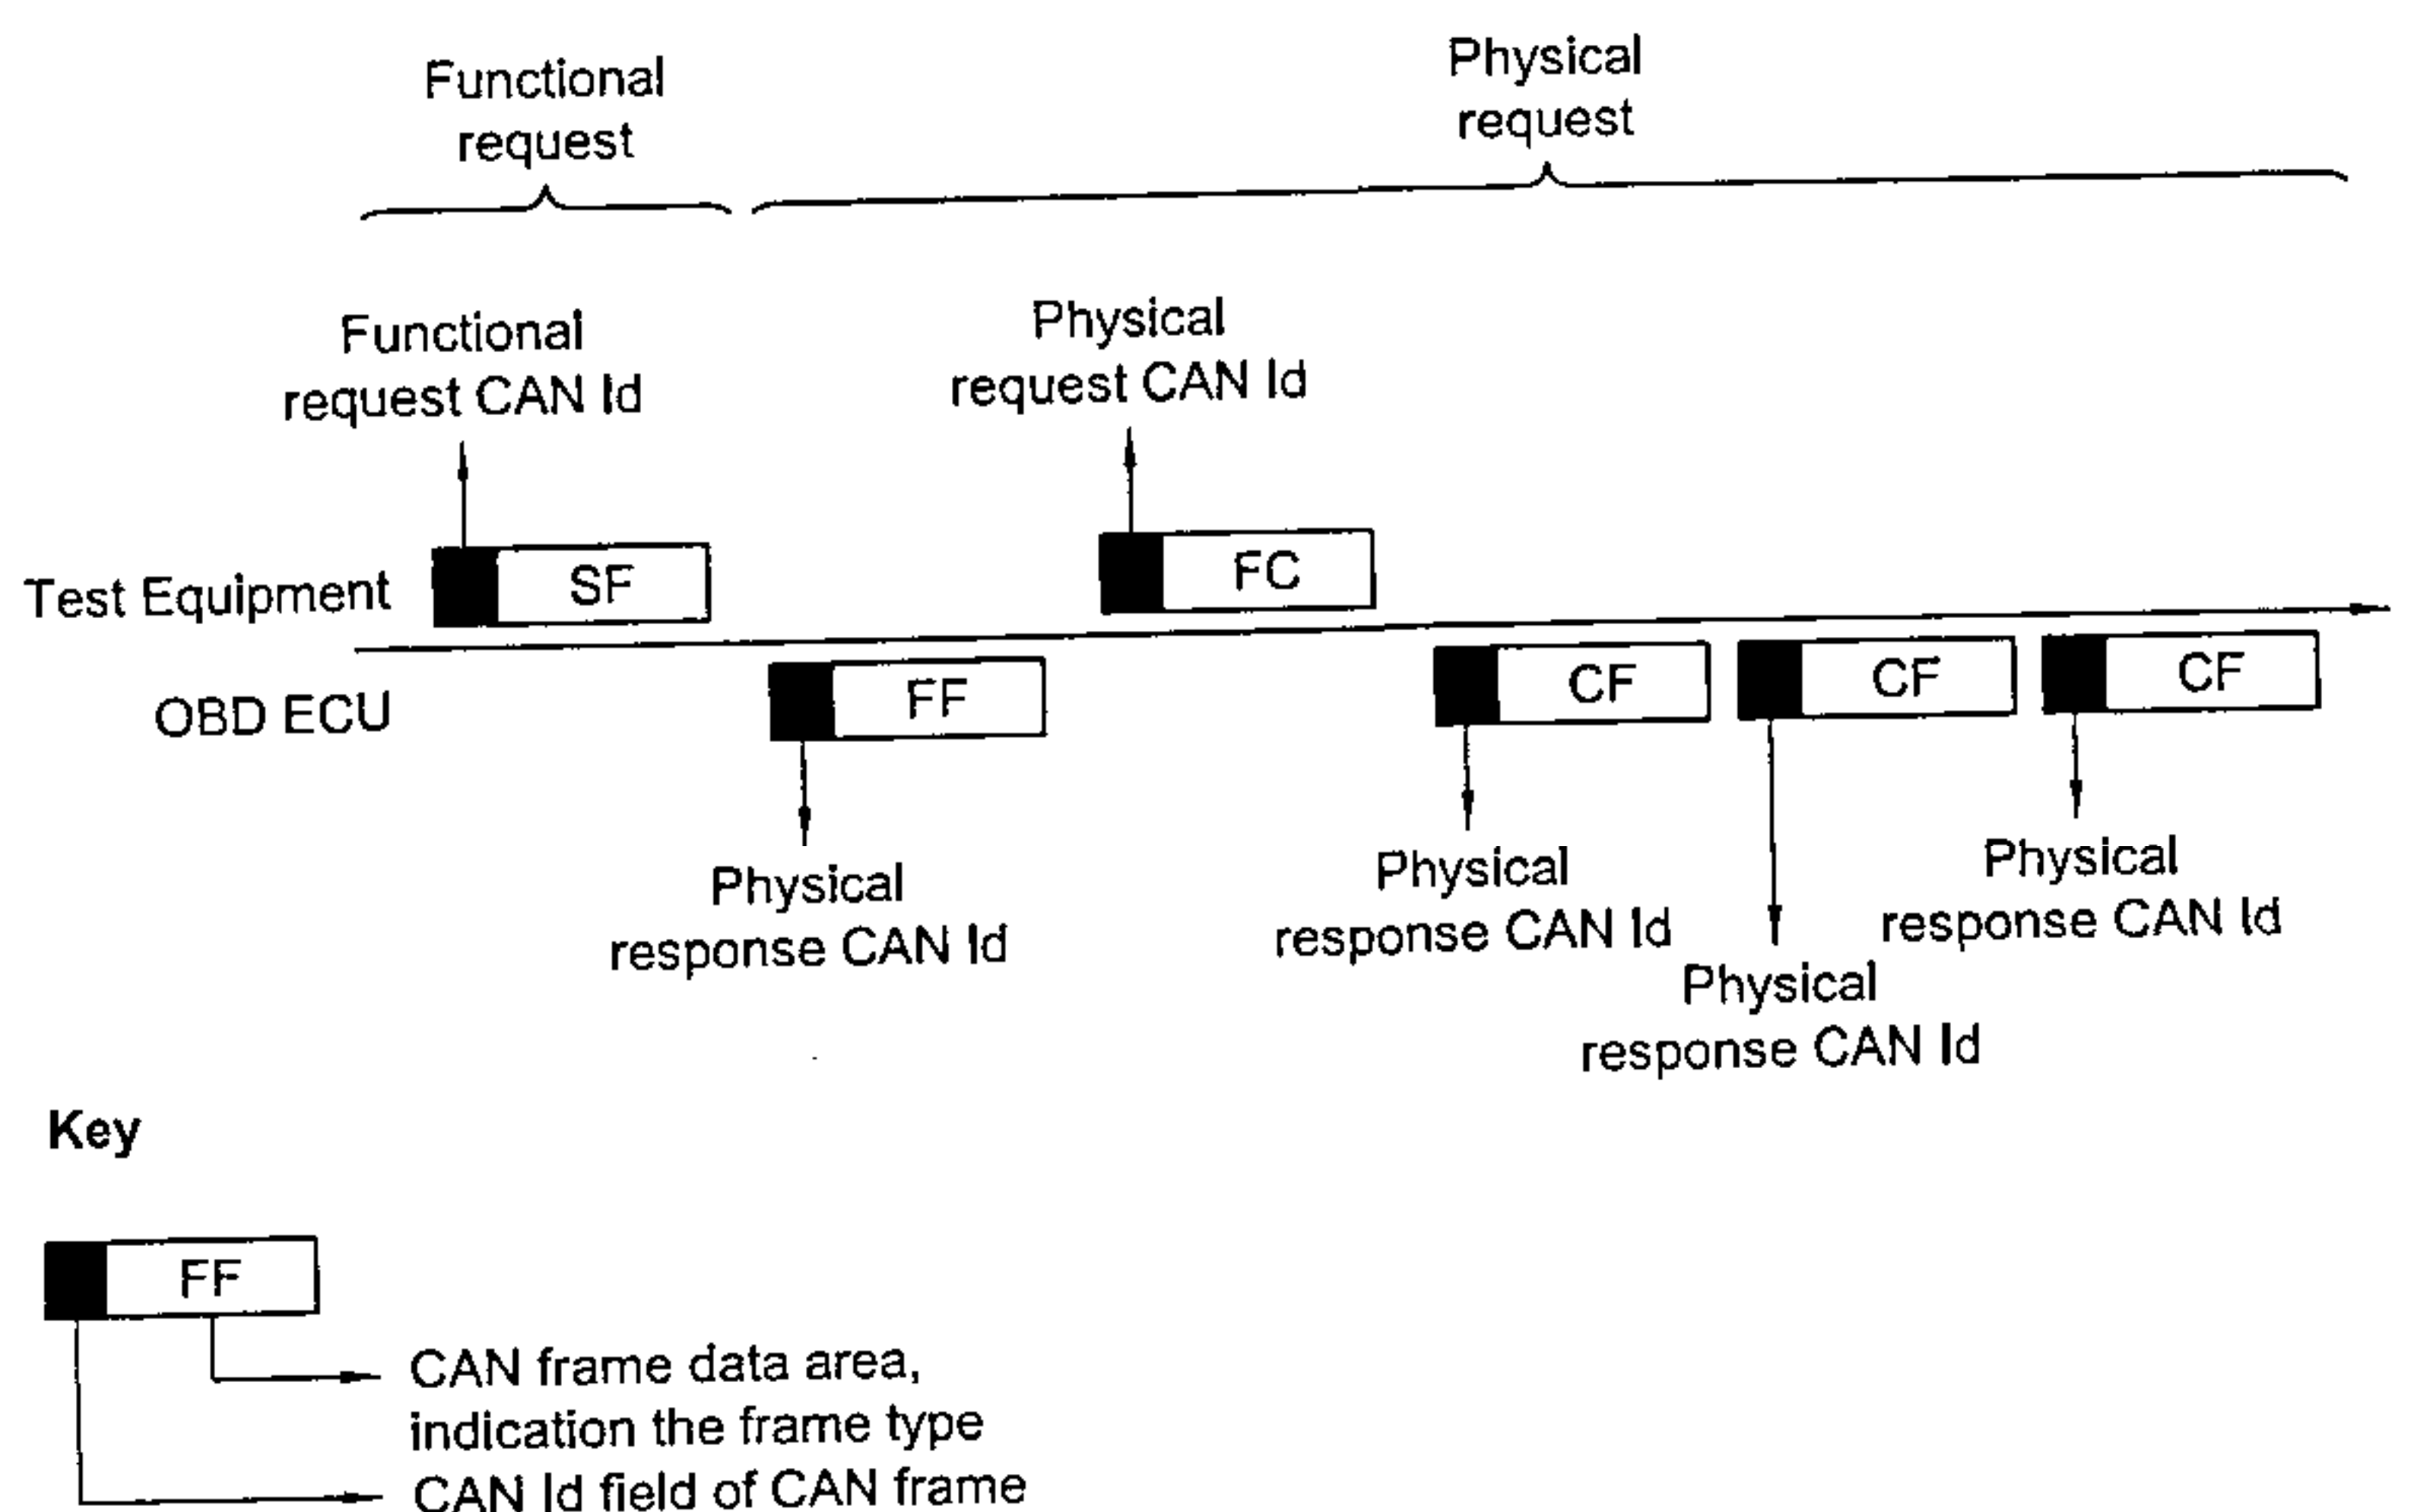 Functional
request
Physical
request
Functional
request CAN Id
Physical
request CAN Id
Test Equipment
SF
FC
OBD ECU
FF
CF
CF
CF
Physical
response CAN Id
Physical
response CAN Id
Physical
response CAN Id
Physical
response CAN Id
Key
FF
CAN frame data area,
indication the frame type
CAN Id field of CAN frame